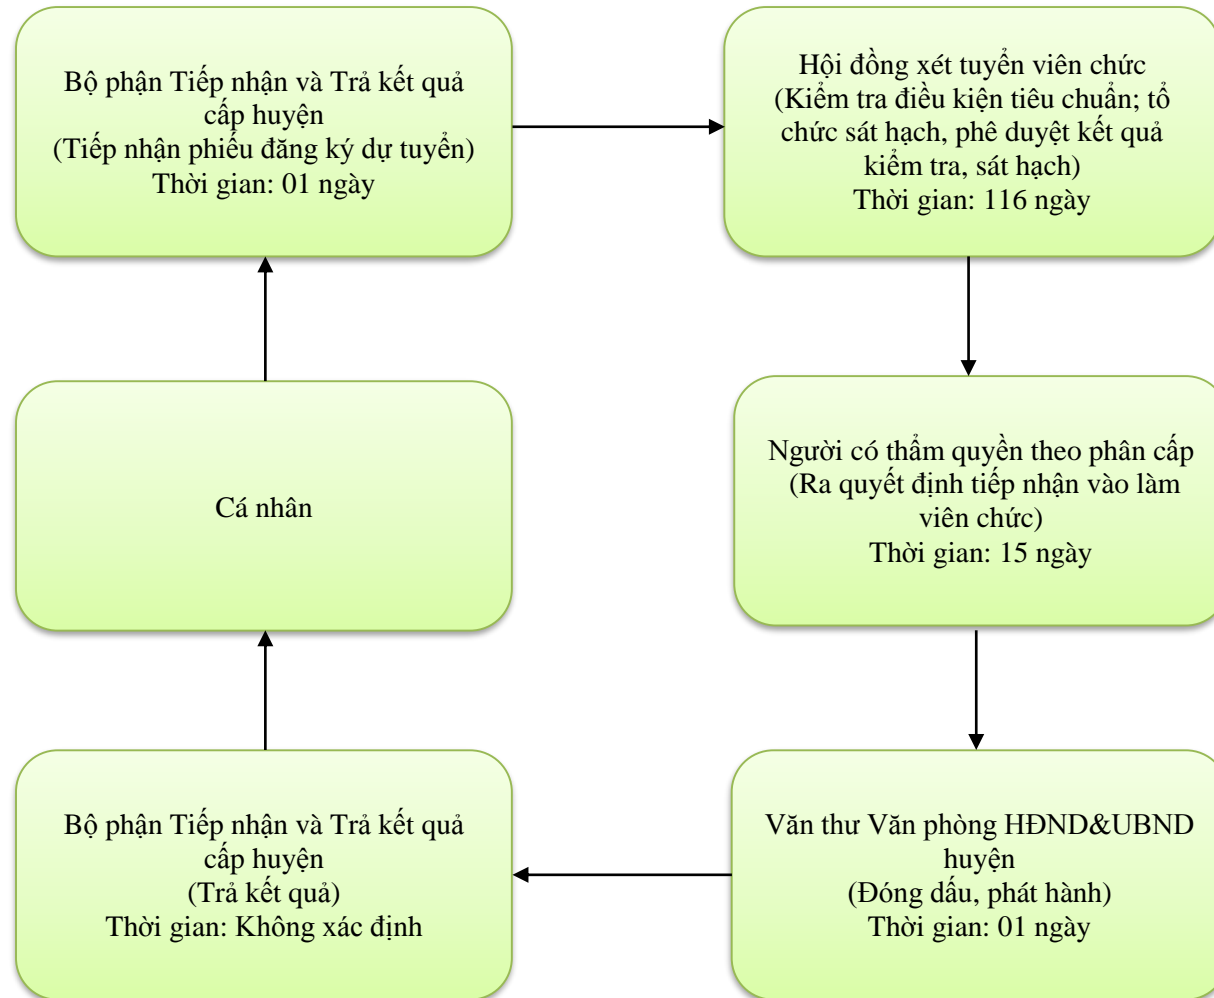 Bộ phận Tiếp nhận và Trả kết quả
cấp huyện
(Tiếp nhận phiếu đăng ký dự tuyển)
Thời gian: 01 ngày
Hội đồng xét tuyển viên chức
(Kiểm tra điều kiện tiêu chuẩn; tổ
chức sát hạch, phê duyệt kết quả
kiểm tra, sát hạch)
Thời gian: 116 ngày
Người có thẩm quyền theo phân cấp
(Ra quyết định tiếp nhận vào làm
viên chức)
Thời gian: 15 ngày
Cá nhân
Bộ phận Tiếp nhận và Trả kết quả
cấp huyện
(Trả kết quả)
Thời gian: Không xác định
Văn thư Văn phòng HĐND&UBND
huyện
(Đóng dấu, phát hành)
Thời gian: 01 ngày